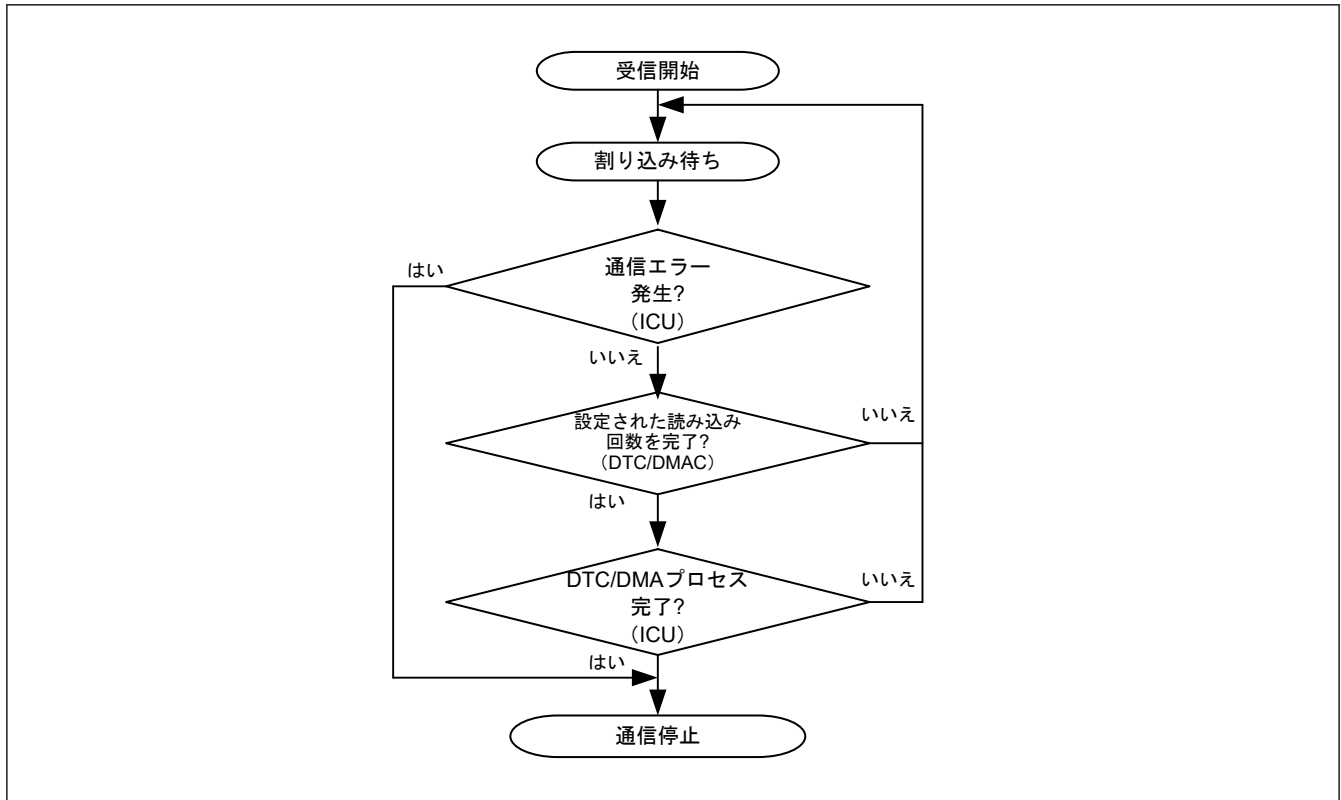 受信開始
割り込み待ち
はい
通信エラー
発生?
（ICU）
いいえ
設定された読み込み
回数を完了?
（DTC/DMAC）
いいえ
はい
DTC/DMAプロセス
完了?
（ICU）
いいえ
はい
通信停止